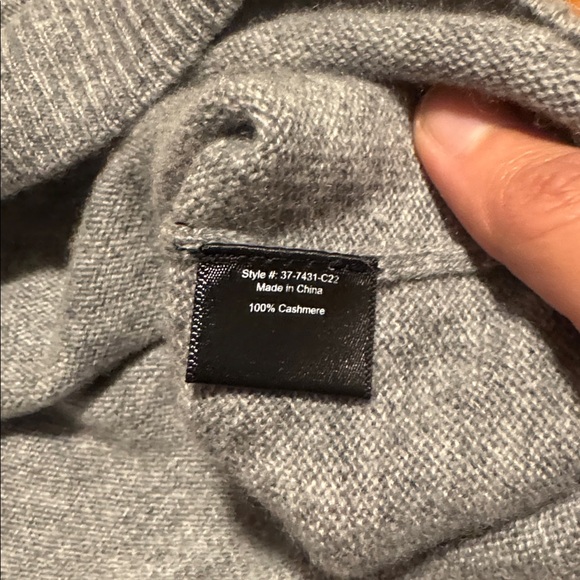 Style #: 37-7431-C22
Made in China
100% Cashmere